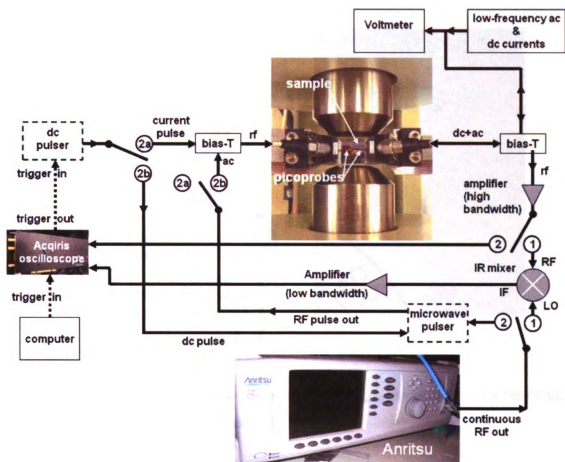 Voltmeter
low-frequency ac
&
dc currents
sample
current
pulse
dc
pulser
2a
bias-T
rf
dc+ac
bias-T
ac
rf
trigger in
2b
2a
2b
picoprobes
amplifier
(high
bandwidth)
trigger out
Acqiris
oscilloscope
2
1
RF
IR mixer
Amplifier
IF
(low bandwidth)
LO
trigger in
microwave
pulser
2
1
RF pulse out
computer
dc pulse
Anritsu
Anritsu
continuous
RF out